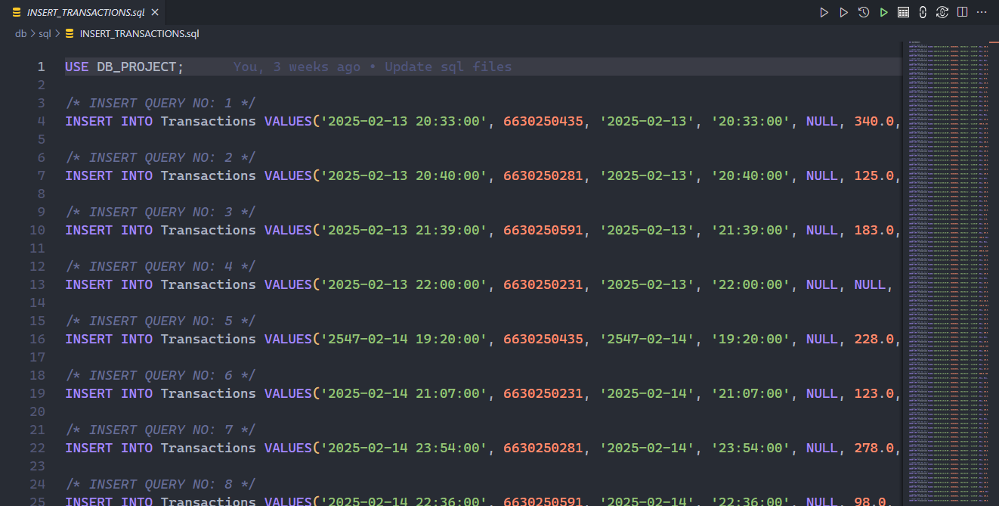 INSERT_TRANSACTIONS.sql
db > sql > INSERT_TRANSACTIONS.sql
1 USE DB_PROJECT; You, 3 weeks ago • Update sql files
2
3 /* INSERT QUERY NO: 1 */
4 INSERT INTO Transactions VALUES('2025-02-13 20:33:00', 6630250435, '2025-02-13', '20:33:00', NULL, 340.0,
5
6 /* INSERT QUERY NO: 2 */
7 INSERT INTO Transactions VALUES('2025-02-13 20:40:00', 6630250281, '2025-02-13', '20:40:00', NULL, 125.0,
8
9 /* INSERT QUERY NO: 3 */
10 INSERT INTO Transactions VALUES('2025-02-13 21:39:00', 6630250591, '2025-02-13', '21:39:00', NULL, 183.0,
11
12 /* INSERT QUERY NO: 4 */
13 INSERT INTO Transactions VALUES('2025-02-13 22:00:00', 6630250231, '2025-02-13', '22:00:00', NULL, NULL,
14
15 /* INSERT QUERY NO: 5 */
16 INSERT INTO Transactions VALUES('2547-02-14 19:20:00', 6630250435, '2547-02-14', '19:20:00', NULL, 228.0,
17
18 /* INSERT QUERY NO: 6 */
19 INSERT INTO Transactions VALUES('2025-02-14 21:07:00', 6630250231, '2025-02-14', '21:07:00', NULL, 123.0,
20
21 /* INSERT QUERY NO: 7 */
22 INSERT INTO Transactions VALUES('2025-02-14 23:54:00', 6630250281, '2025-02-14', '23:54:00', NULL, 278.0,
23
24 /* INSERT QUERY NO: 8 */
25 INSERT INTO Transactions VALUES('2025-02-14 22:36:00', 6630250591, '2025-02-14', '22:36:00', NULL, 98.0,